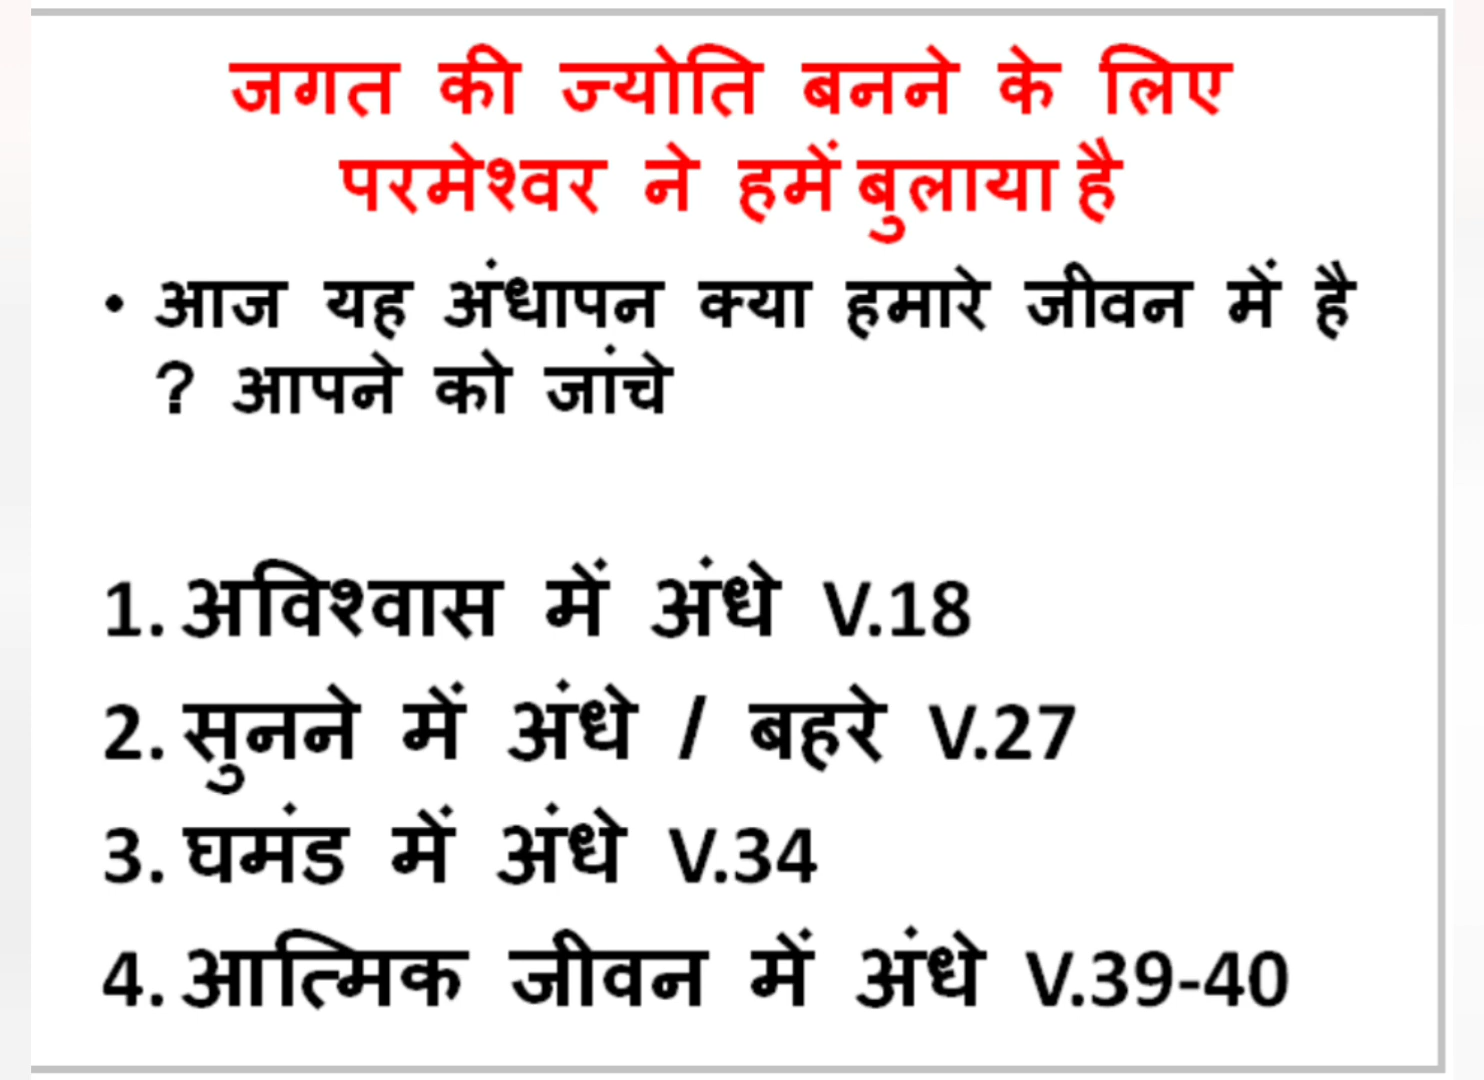 जगत की ज्योति बनने के लिए
परमेश्वर ने हमें बुलाया है
• आज यह अंधापन क्या हमारे जीवन में है
? आपने को जांचे
1. अविश्वास में अंधे V.18
2. सुनने में अंधे / बहरे V.27
3. घमंड में अंधे V.34
4. आत्मिक जीवन में अंधे V.39-40